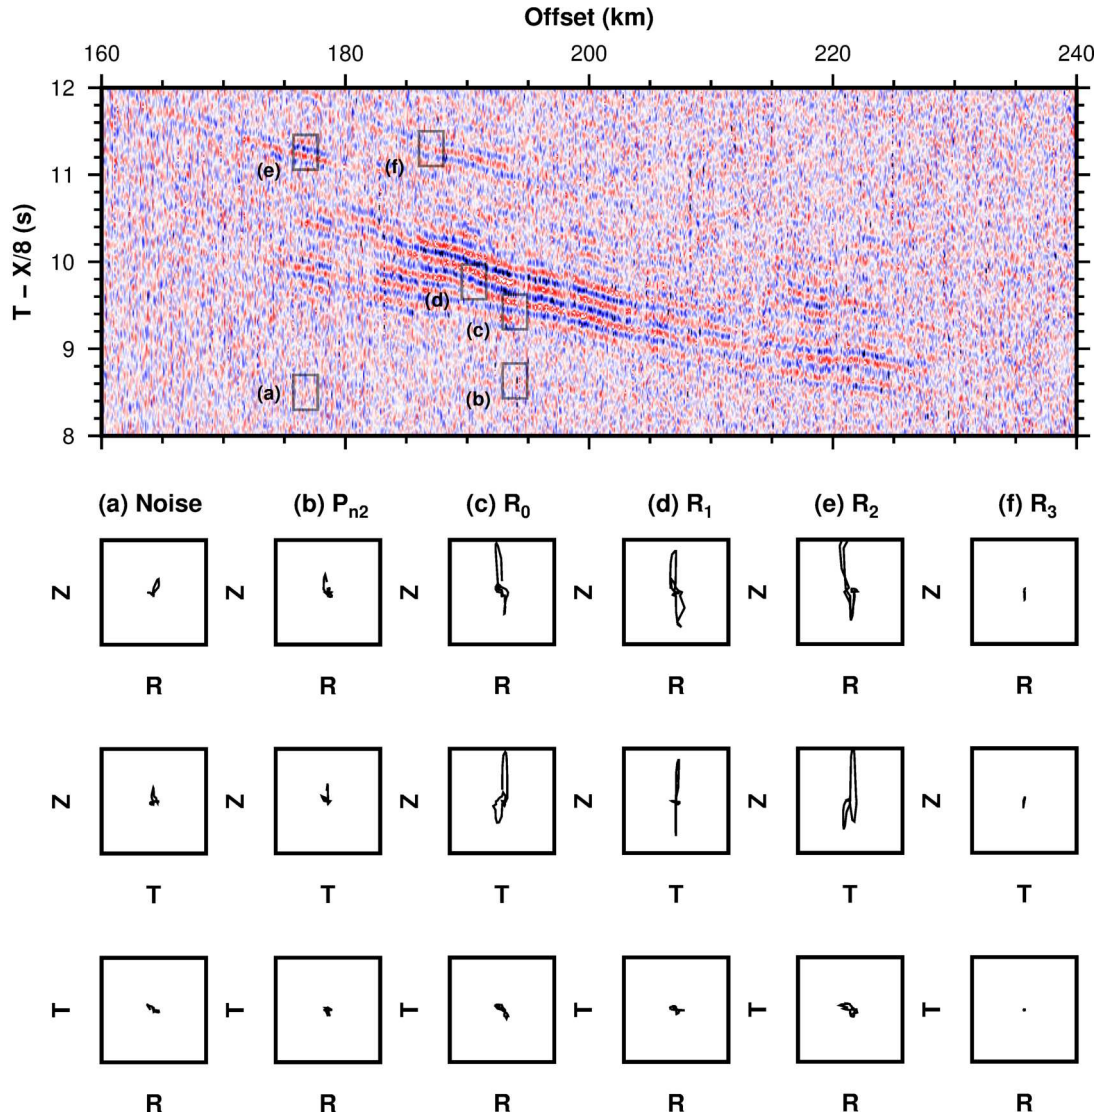 Offset (km)
160 180 200 220 240
12
11
10
9
8
T − X/8 (s)
(e)
(f)
(d)
(c)
(a)
(b)
(a) Noise (b) Pn2 (c) R0 (d) R1 (e) R2 (f) R3
Z Z Z Z Z Z
R R R R R R
Z Z Z Z Z Z
T T T T T T
T T T T T T
R R R R R R